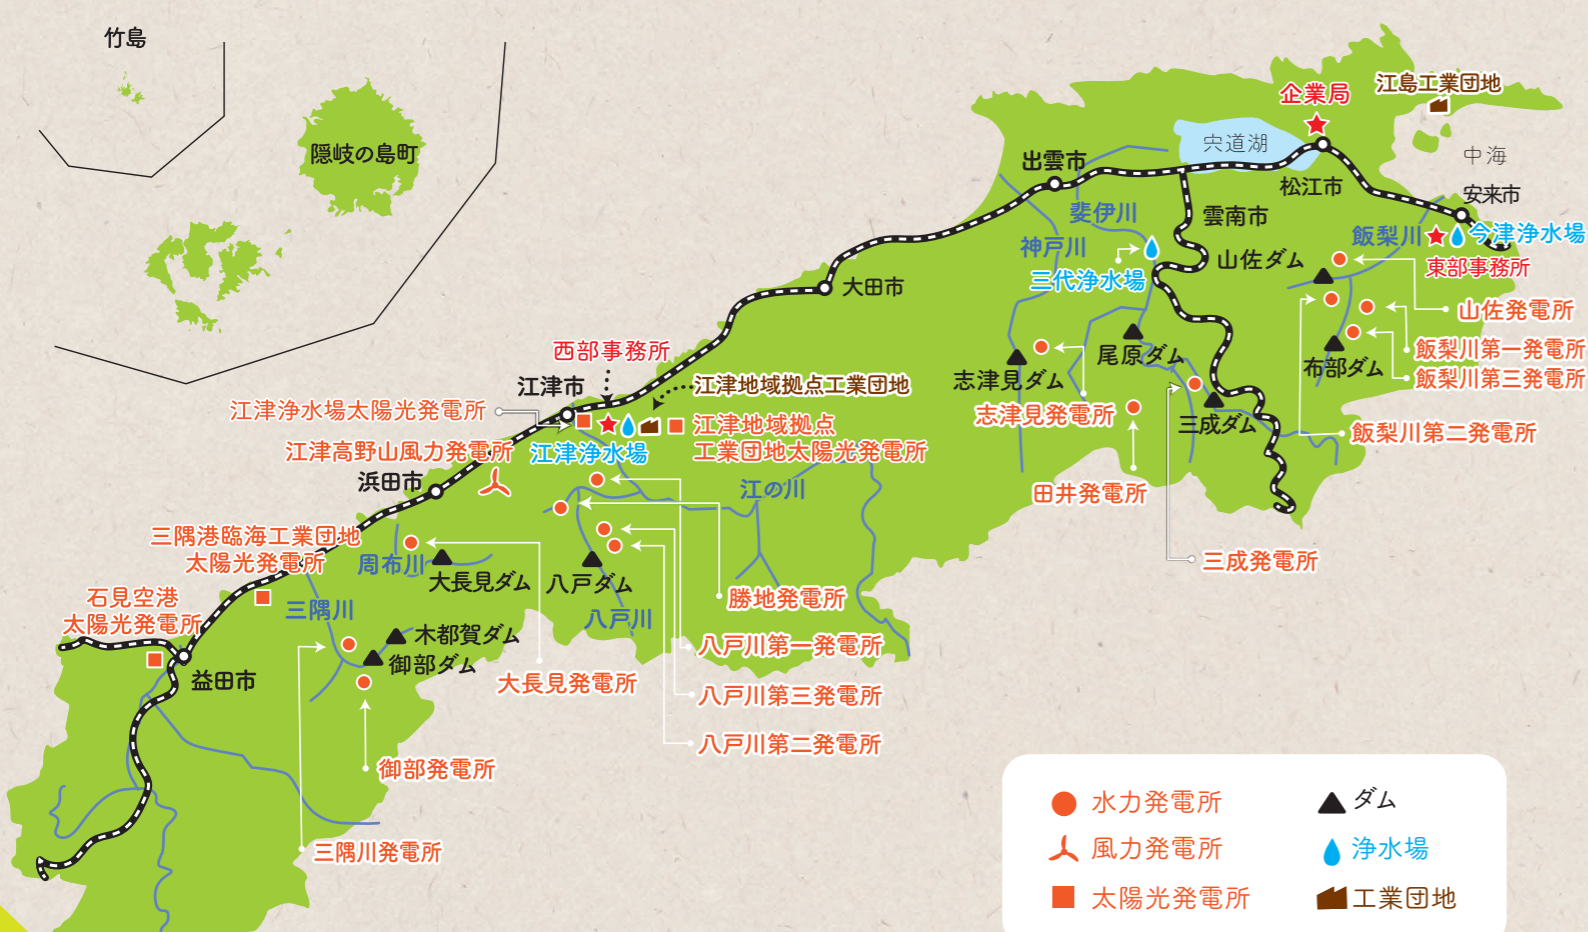 竹島
隠岐の島町
企業局
江島工業団地
宍道湖
中海
出雲市
松江市
安来市
斐伊川
雲南市
飯梨川
今津浄水場
神戸川
山佐ダム
東部事務所
三代浄水場
大田市
山佐発電所
西部事務所
尾原ダム
飯梨川第一発電所
江津市
江津地域拠点工業団地
志津見ダム
布部ダム
飯梨川第三発電所
江津浄水場太陽光発電所
志津見発電所
三成ダム
江津地域拠点
工業団地太陽光発電所
飯梨川第二発電所
江津高野山風力発電所
江津浄水場
浜田市
江の川
田井発電所
三隅港臨海工業団地
太陽光発電所
周布川
大長見ダム
八戸ダム
三成発電所
石見空港
太陽光発電所
三隅川
勝地発電所
八戸川
木都賀ダム
御部ダム
八戸川第一発電所
益田市
大長見発電所
八戸川第三発電所
八戸川第二発電所
御部発電所
三隅川発電所
水力発電所
ダム
風力発電所
浄水場
太陽光発電所
工業団地